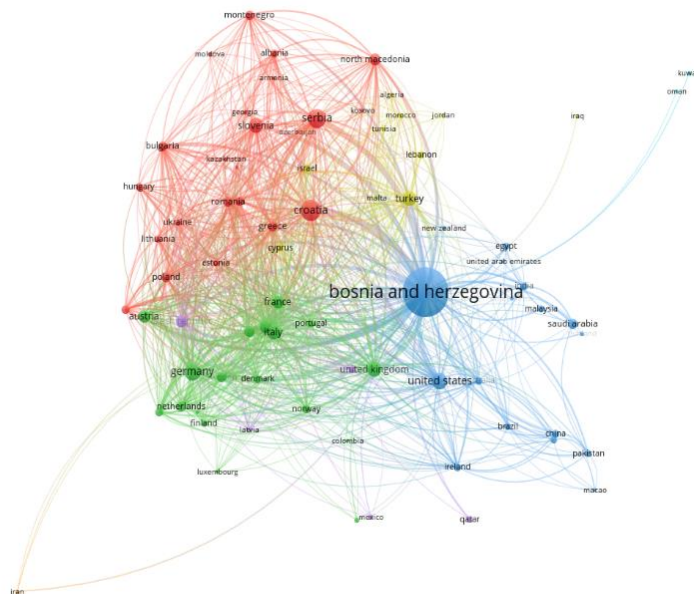 montenegro
moldova
albania
north macedonia
kuwa
oman
armenia
algeria
georgia
kosovo
morocco
jordan
iraq
serbia
slovenia
tunisia
bulgaria
lebanon
kazakhstan
israel
hungary
romania
malta
turkey
croatia
ukraine
greece
new zealand
lithuania
cyprus
egypt
estonia
united arab emirates
poland
india
bosnia and herzegovina
france
malaysia
austria
portugal
saudi arabia
italy
germany
united kingdom
denmark
united states
netherlands
norway
finland
latvia
brazil
china
colombia
pakistan
luxembourg
ireland
macao
mexico
qatar
iran